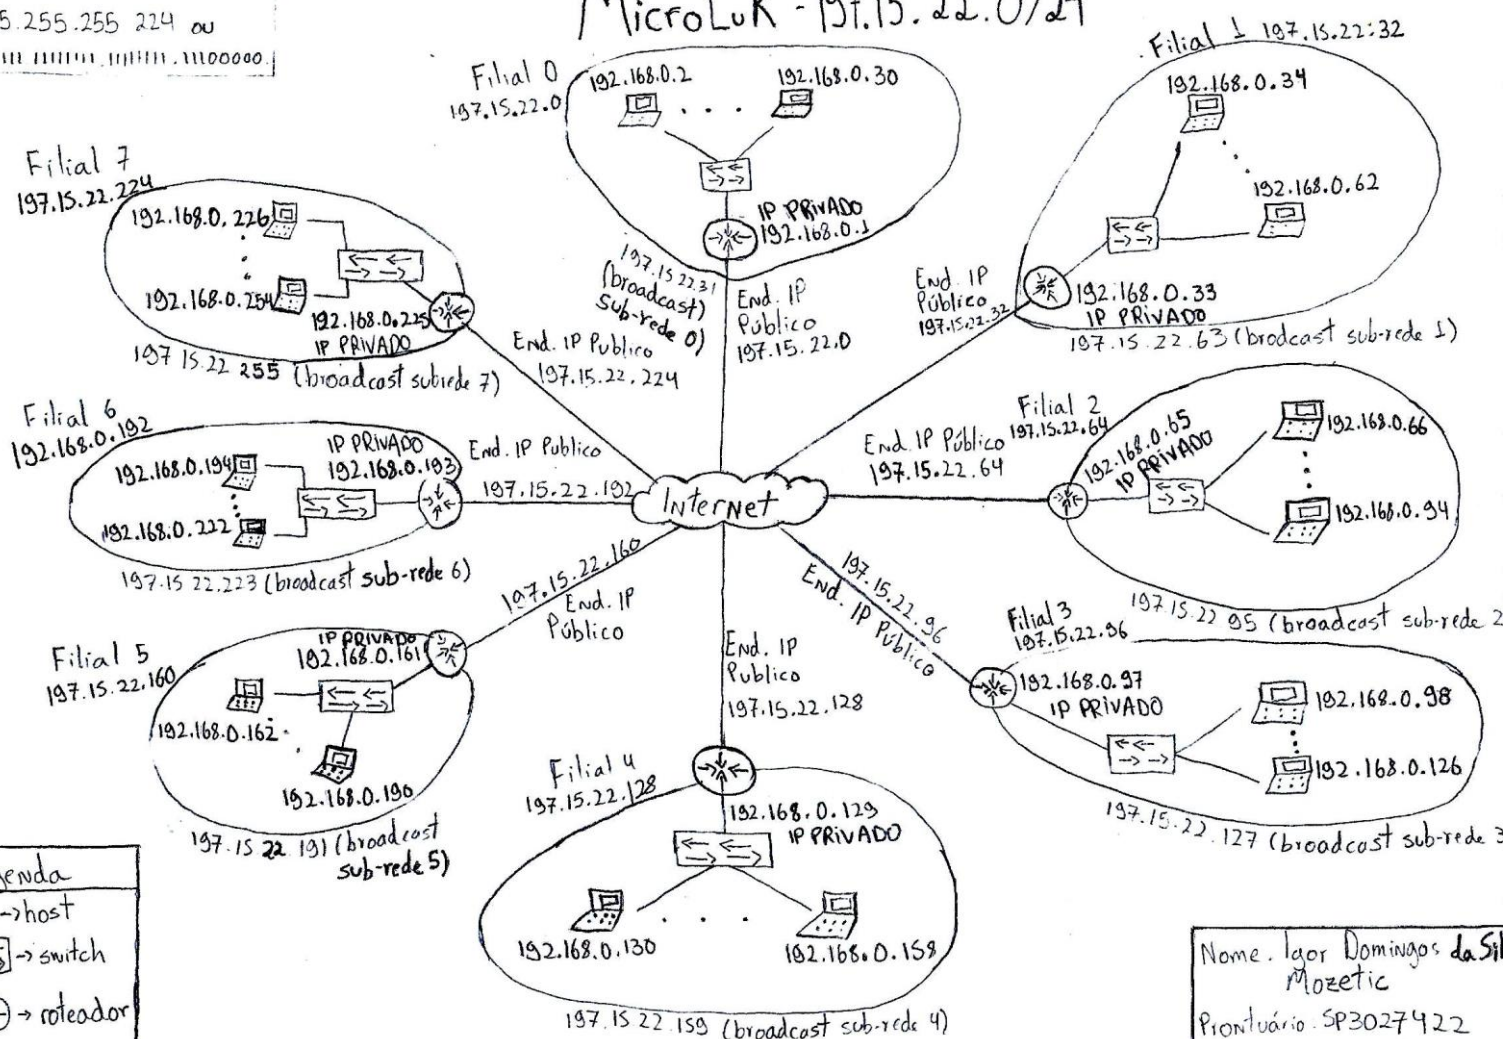 5.255.255 224 ou
.11100000.
MicroLuK - 197.15.22.0/27
Filial 0
197.15.22.0
192.168.0.2
192.168.0.30
IP PRIVADO
192.168.0.1
197.15 22.31
(broadcast)
sub-rede 0)
End. IP
Público
197.15.22.0
Filial 1 197.15.22:32
192.168.0.34
192.168.0.62
192.168.0.33
IP PRIVADO
End. IP
Público
197.15.22.32
197.15.22.63 (brodcast sub-rede 1)
Filial 7
197.15.22.224
192.168.0.226
192.168.0.254
192.168.0.225
IP PRIVADO
197 15.22 255 (broadcast subrede 7)
End. IP Publico
197.15.22.224
Filial 6
192.168.0.192
192.168.0.194
192.168.0.222
IP PRIVADO
192.168.0.193
End. IP Publico
197.15.22.192
197.15 22.223 (broadcast sub-rede 6)
Internet
Filial 2
197.15.22.64
End. IP Público
197.15.22.64
192.168.0.65
IP PRIVADO
192.168.0.66
192.168.0.94
197.15.22 95 (broadcast sub-rede 2
Filial 5
197.15.22.160
IP PRIVADO
192.168.0.161
192.168.0.162
192.168.0.190
197.15.22.160
End. IP
Público
197.15 22 191 (broadcast
sub-rede 5)
End. IP
Publico
197.15.22.128
Filial 4
197.15.22.128
192.168.0.129
IP PRIVADO
192.168.0.130
192.168.0.158
197.15 22.159 (broadcast sub-rede 4)
197.15.22.96
End. IP Público
Filial 3
197.15.22.96
192.168.0.97
IP PRIVADO
192.168.0.98
192.168.0.126
197.15.22.127 (broadcast sub-rede 3
enda
->host
-> switch
-> roteador
Nome. Igor Domingos da Sil
Mozetic
Prontuário. SP3027422